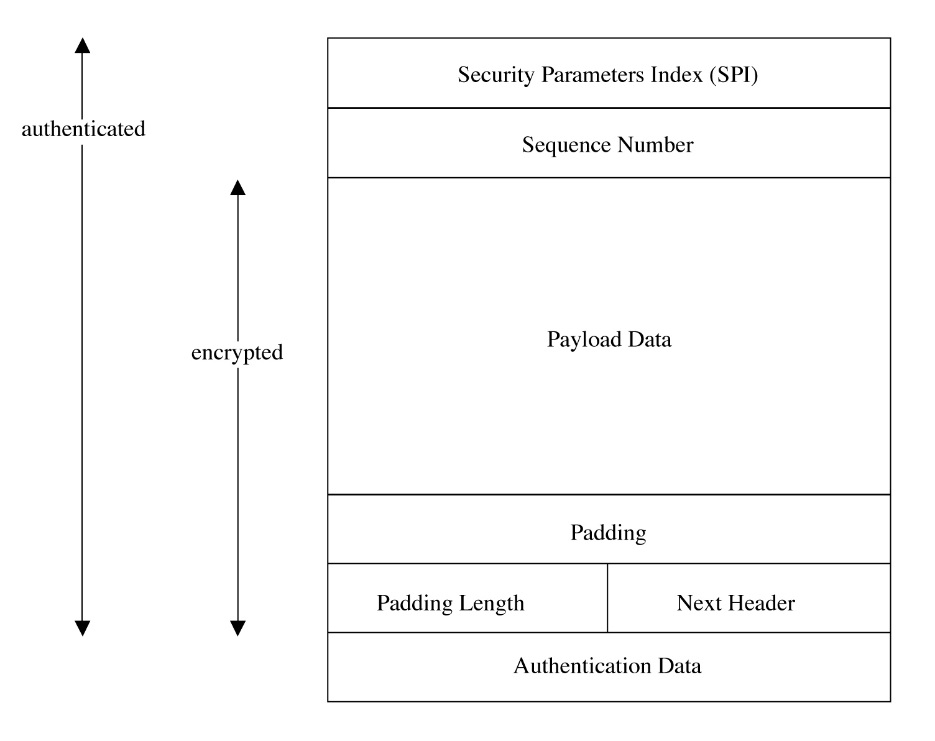 Security Parameters Index (SPI)
authenticated
Sequence Number
Payload Data
encrypted
Padding
Padding Length
Next Header
Authentication Data